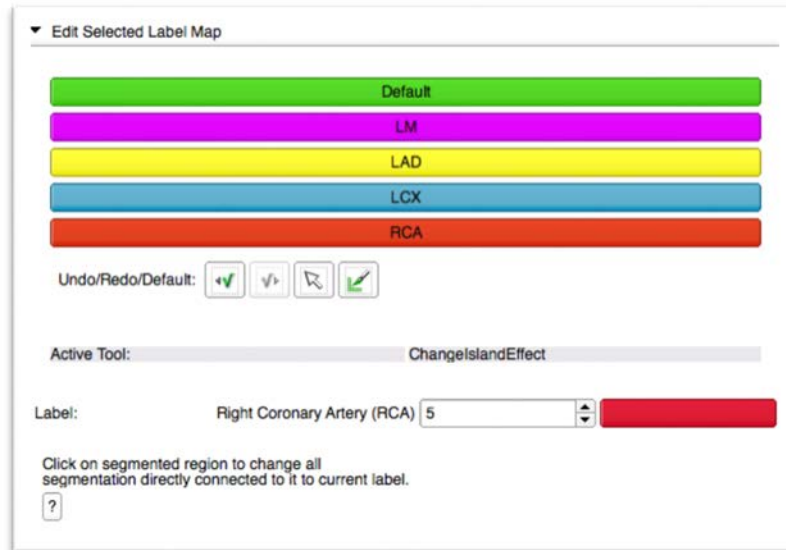 Edit Selected Label Map
Default
LM
LAD
LCX
RCA
Undo/Redo/Default:
Active Tool: ChangeIslandEffect
Label: Right Coronary Artery (RCA) 5
Click on segmented region to change all
segmentation directly connected to it to current label.
?